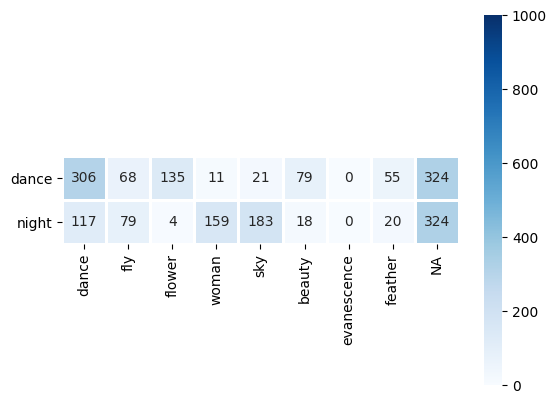 1000
800
600
400
200
0
dance 306 68 135 11 21 79 0 55 324
night 117 79 4 159 183 18 0 20 324
dance fly flower woman sky beauty evanescence feather NA